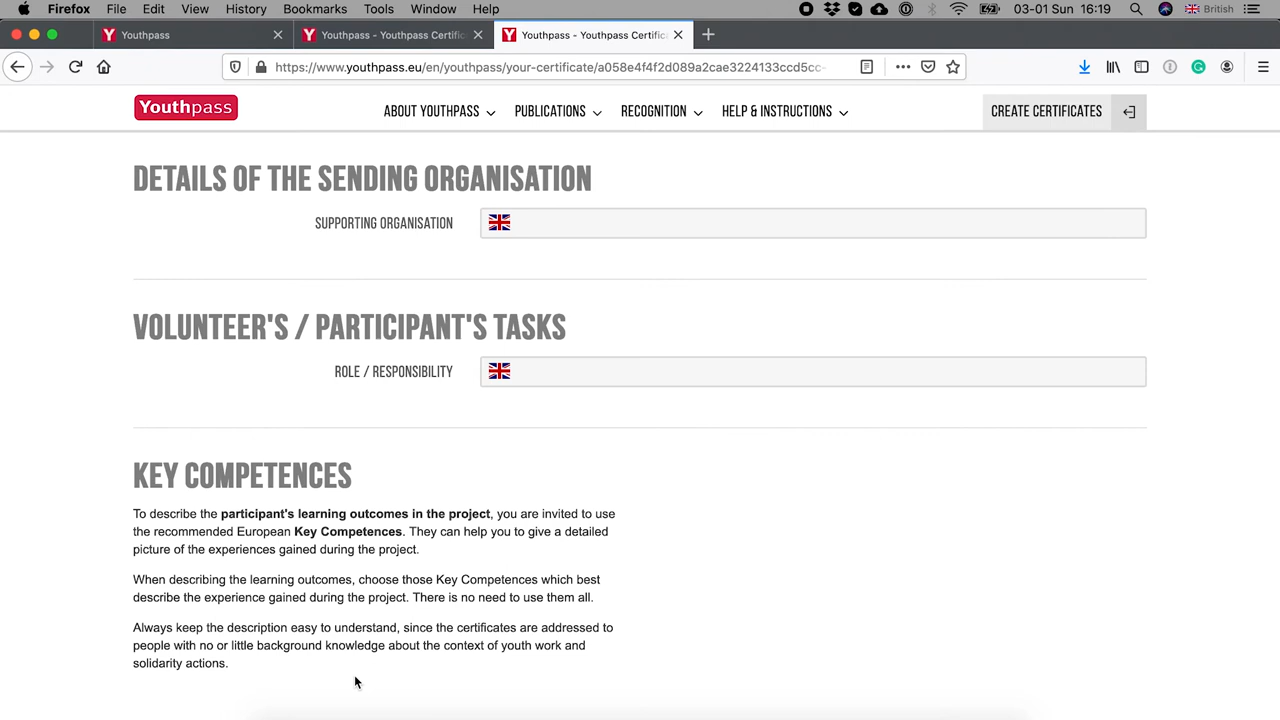 Firefox File Edit View History Bookmarks Tools Window Help 03-01 Sun 16:19 British
Youthpass Youthpass - Youthpass Certific Youthpass - Youthpass Certific
https://www.youthpass.eu/en/youthpass/your-certificate/a058e4f4f2d089a2cae3224133ccd5cc
Youthpass ABOUT YOUTHPASS PUBLICATIONS RECOGNITION HELP & INSTRUCTIONS CREATE CERTIFICATES
DETAILS OF THE SENDING ORGANISATION
SUPPORTING ORGANISATION
VOLUNTEER'S / PARTICIPANT'S TASKS
ROLE / RESPONSIBILITY
KEY COMPETENCES
To describe the participant's learning outcomes in the project, you are invited to use
the recommended European Key Competences. They can help you to give a detailed
picture of the experiences gained during the project.
When describing the learning outcomes, choose those Key Competences which best
describe the experience gained during the project. There is no need to use them all.
Always keep the description easy to understand, since the certificates are addressed to
people with no or little background knowledge about the context of youth work and
solidarity actions.